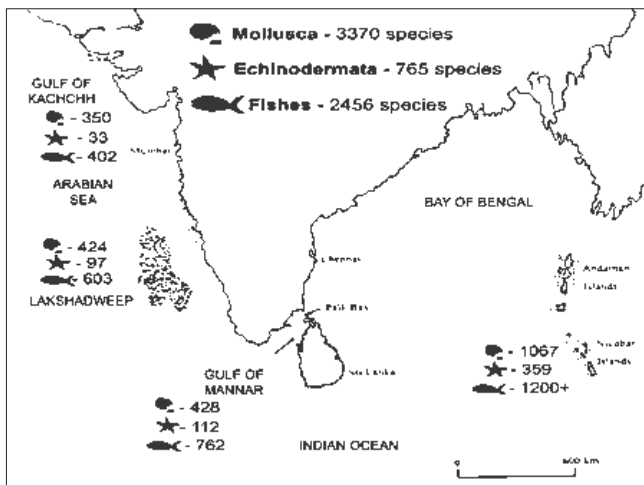 Mollusca - 3370 species
Echinodermata - 765 species
Fishes - 2456 species
GULF OF
KACHCHH
- 350
- 33
- 402
Mumbai
ARABIAN
SEA
BAY OF BENGAL
- 424
- 97
- 603
LAKSHADWEEP
Chennai
Andaman
Islands
Palk Bay
Nicobar
Islands
- 1067
- 359
- 1200+
Sri Lanka
GULF OF
MANNAR
- 428
- 112
- 762
INDIAN OCEAN
0
600 km